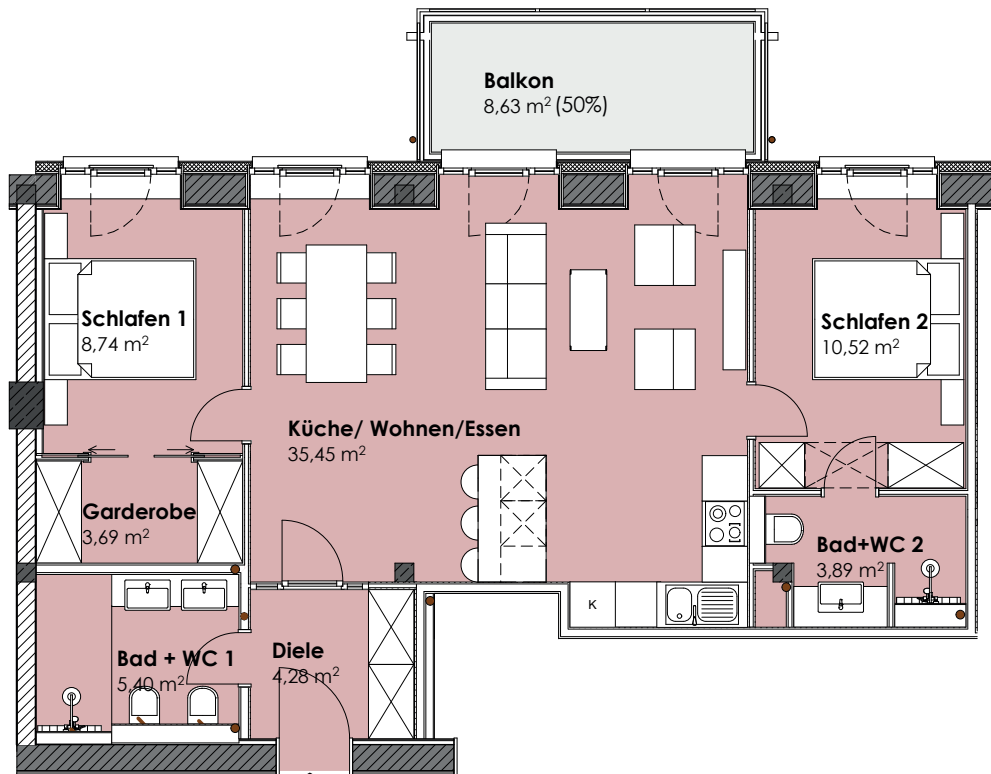 Balkon
8,63 m² (50%)
Schlafen 1
8,74 m²
Schlafen 2
10,52 m²
Küche/ Wohnen/Essen
35,45 m²
Garderobe
3,69 m²
Bad+WC 2
3,89 m²
K
Bad + WC 1
5,40 m²
Diele
4,28 m²